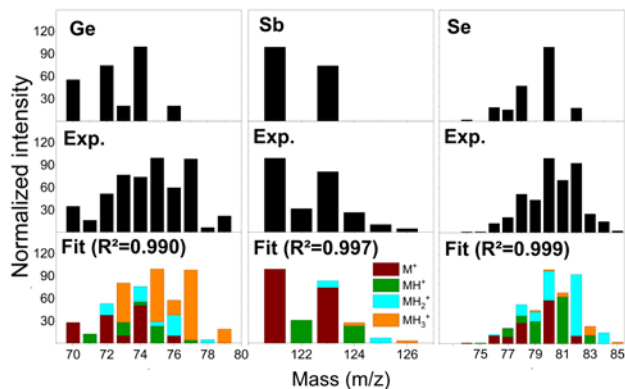 Ge Sb Se
120
90
60
30
Exp. Exp. Exp.
120
90
60
30
Fit (R²=0.990) Fit (R²=0.997) Fit (R²=0.999)
120
90
60
30
M⁺
MH⁺
MH₂⁺
MH₃⁺
70 72 74 76 78 80 122 124 126 75 77 79 81 83 85
Mass (m/z)
Normalized intensity